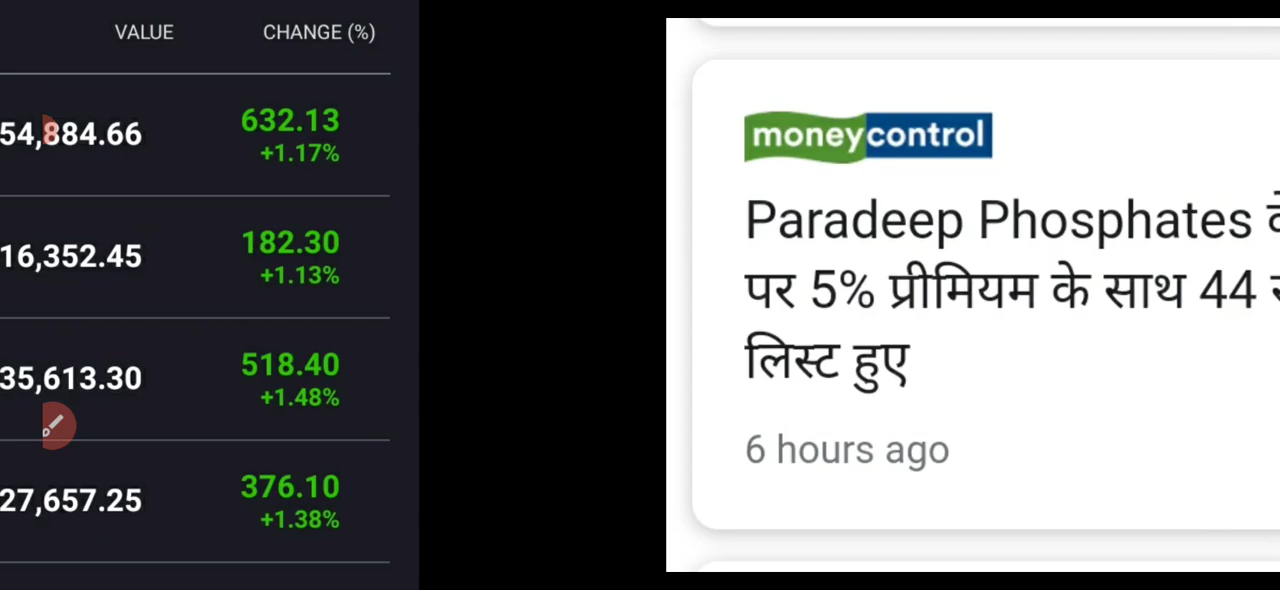 VALUE CHANGE (%)
54,884.66 632.13
+1.17%
16,352.45 182.30
+1.13%
35,613.30 518.40
+1.48%
27,657.25 376.10
+1.38%
moneycontrol
Paradeep Phosphates
पर 5% प्रीमियम के साथ 44
लिस्ट हुए
6 hours ago